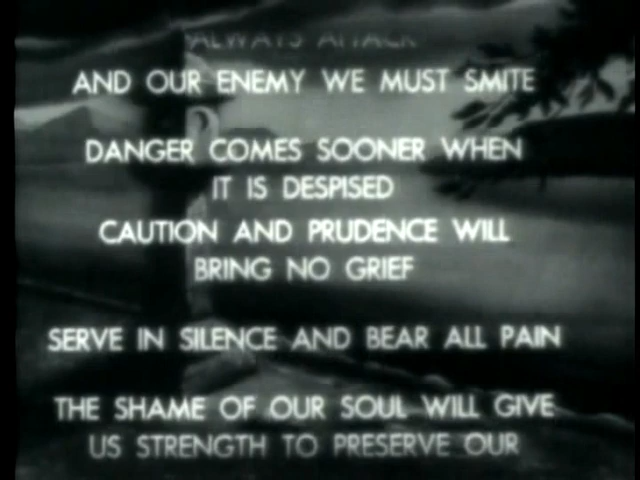 ALWAYS ATTACK
AND OUR ENEMY WE MUST SMITE
DANGER COMES SOONER WHEN
IT IS DESPISED
CAUTION AND PRUDENCE WILL
BRING NO GRIEF
SERVE IN SILENCE AND BEAR ALL PAIN
THE SHAME OF OUR SOUL WILL GIVE
US STRENGTH TO PRESERVE OUR